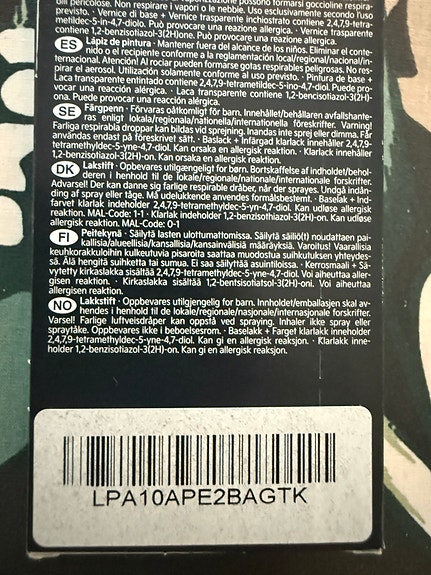 bili pericolose. Non respirare i vapori o le nebbie. Usare esclusivamente secondo l'uso
previsto. • Vernice di base + Vernice trasparente inchiostrato contiene 2,4,7,9-tetra-
metildec-5-in-4,7-diol. Può provocare una reazione allergica. • Vernice trasparente
contiene 1,2-benzisotiazol-3(2H)one. Può provocare una reazione allergica.
ES Lápiz de pintura • Mantener fuera del alcance de los niños. Eliminar el conte-
nido o el recipiente conforme a la reglamentación local/regional/nacional/in-
ternacional. Atención! Al rociar pueden formarse gotas respirables peligrosas. No res-
pirar el aerosol. Utilización solamente conforme al uso previsto. • Pintura de base +
Laca transparente entintado contiene 2,4,7,9-tetrametildec-5-ino-4,7-diol. Puede pro-
vocar una reacción alérgica. • Laca transparente contiene 1,2-bencisotiazol-3(2H)-
ona. Puede provocar una reacción alérgica.
SE Färgpenn • Förvaras oåtkomligt för barn. Innehållet/behållaren avfallshante-
ras enligt lokala/regionala/nationella/internationella föreskrifter. Varning!
Farliga respirabla droppar kan bildas vid sprejning. Inandas inte sprej eller dimma. Får
användas endast på föreskrivet sätt. • Baslack + Infärgad klarlack innehåller 2,4,7,9-
tetramethyldec-5-yne-4,7-diol. Kan orsaka en allergisk reaktion. • Klarlack innehåller
1,2-benzisotiazol-3(2H)-on. Kan orsaka en allergisk reaktion.
DK Lakstift • Opbevares utilgængeligt for børn. Bortskaffelse af indholdet/behol-
deren i henhold til de lokale/regionale/nationale/internationale forskrifter.
Advarsel! Der kan danne sig farlige respirable dråber, når der sprayes. Undgå indån-
ding af spray eller tåge. Må udelukkende anvendes formålsbestemt. • Baselak + Ind-
farvet klarlak indeholder 2,4,7,9-tetramethyldec-5-yn-4,7-diol. Kan udløse allergisk
reaktion. MAL-Code: 1-1 • Klarlak indeholder 1,2-benzisothiazol-3(2H)-on. Kan udløse
allergisk reaktion. MAL-Code: 0-1
FI Peitekynä • Säilytä lasten ulottumattomissa. Säilytä säiliö(t) noudattaen pai-
kallisia/alueellisia/kansallisia/kansainvälisiä määräyksiä. Varoitus! Vaarallisia
keuhkorakkuloihin kulkeutuvia pisaroita saattaa muodostua suihkutuksen yhteydes-
sä. Älä hengitä suihketta tai sumua. Ei saa säilyttää asuintiloissa. • Kerrosmaali + Sä-
vytetty kirkaslakka sisältää 2,4,7,9-tetramethyldec-5-yne-4,7-diol. Voi aiheuttaa aller-
gisen reaktion. • Kirkaslakka sisältää 1,2-bentsisotiatsol-3(2H)-oni. Voi aiheuttaa
allergisen reaktion.
NO Lakkstift • Oppbevares utilgjengelig for barn. Innholdet/emballasjen skal av-
hendes i henhold til de lokale/regionale/nasjonale/internasjonale forskrifter.
Varsel! Farlige luftveisdråper kan oppstå ved spraying. Inhaler ikke spray eller
spraytåke. Oppbevares ikke i beboelsesrom. • Baselakk + Farget klarlakk inneholder
2,4,7,9-tetramethyldec-5-yn-4,7-diol. Kan gi en allergisk reaksjon. • Klarlakk inne-
holder 1,2-benzisotiazol-3(2H)-on. Kan gi en allergisk reaksjon.
LPA10APE2BAGTK